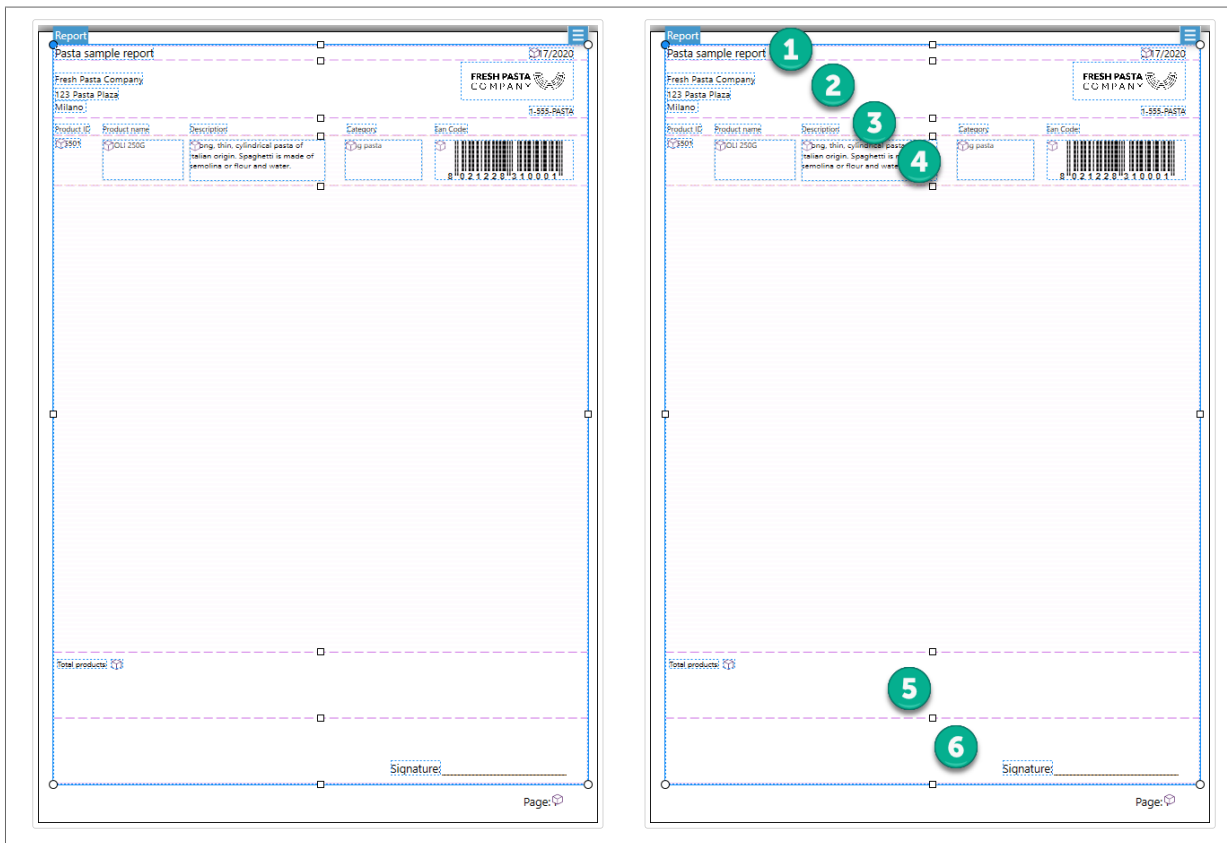 Report
Pasta sample report
17/2020
Fresh Pasta Company
123 Pasta Plaza
Milano
FRESH PASTA
COMPANY
1-555-PASTA
Product ID Product name Description Category Ean Code:
3501 OLI 250G ong, thin, cylindrical pasta of
talian origin. Spaghetti is made of
semolina or flour and water.
g pasta
8 021228 310001
Total products:
Signature:
Page:
Report
Pasta sample report 1
17/2020
Fresh Pasta Company
123 Pasta Plaza
Milano
2
FRESH PASTA
COMPANY
1-555-PASTA
Product ID Product name Description 3 Category Ean Code:
3501 OLI 250G ong, thin, cylindrical pasta
talian origin. Spaghetti is
semolina or flour and water.
4
g pasta
8 021228 310001
Total products:
5
6
Signature:
Page: